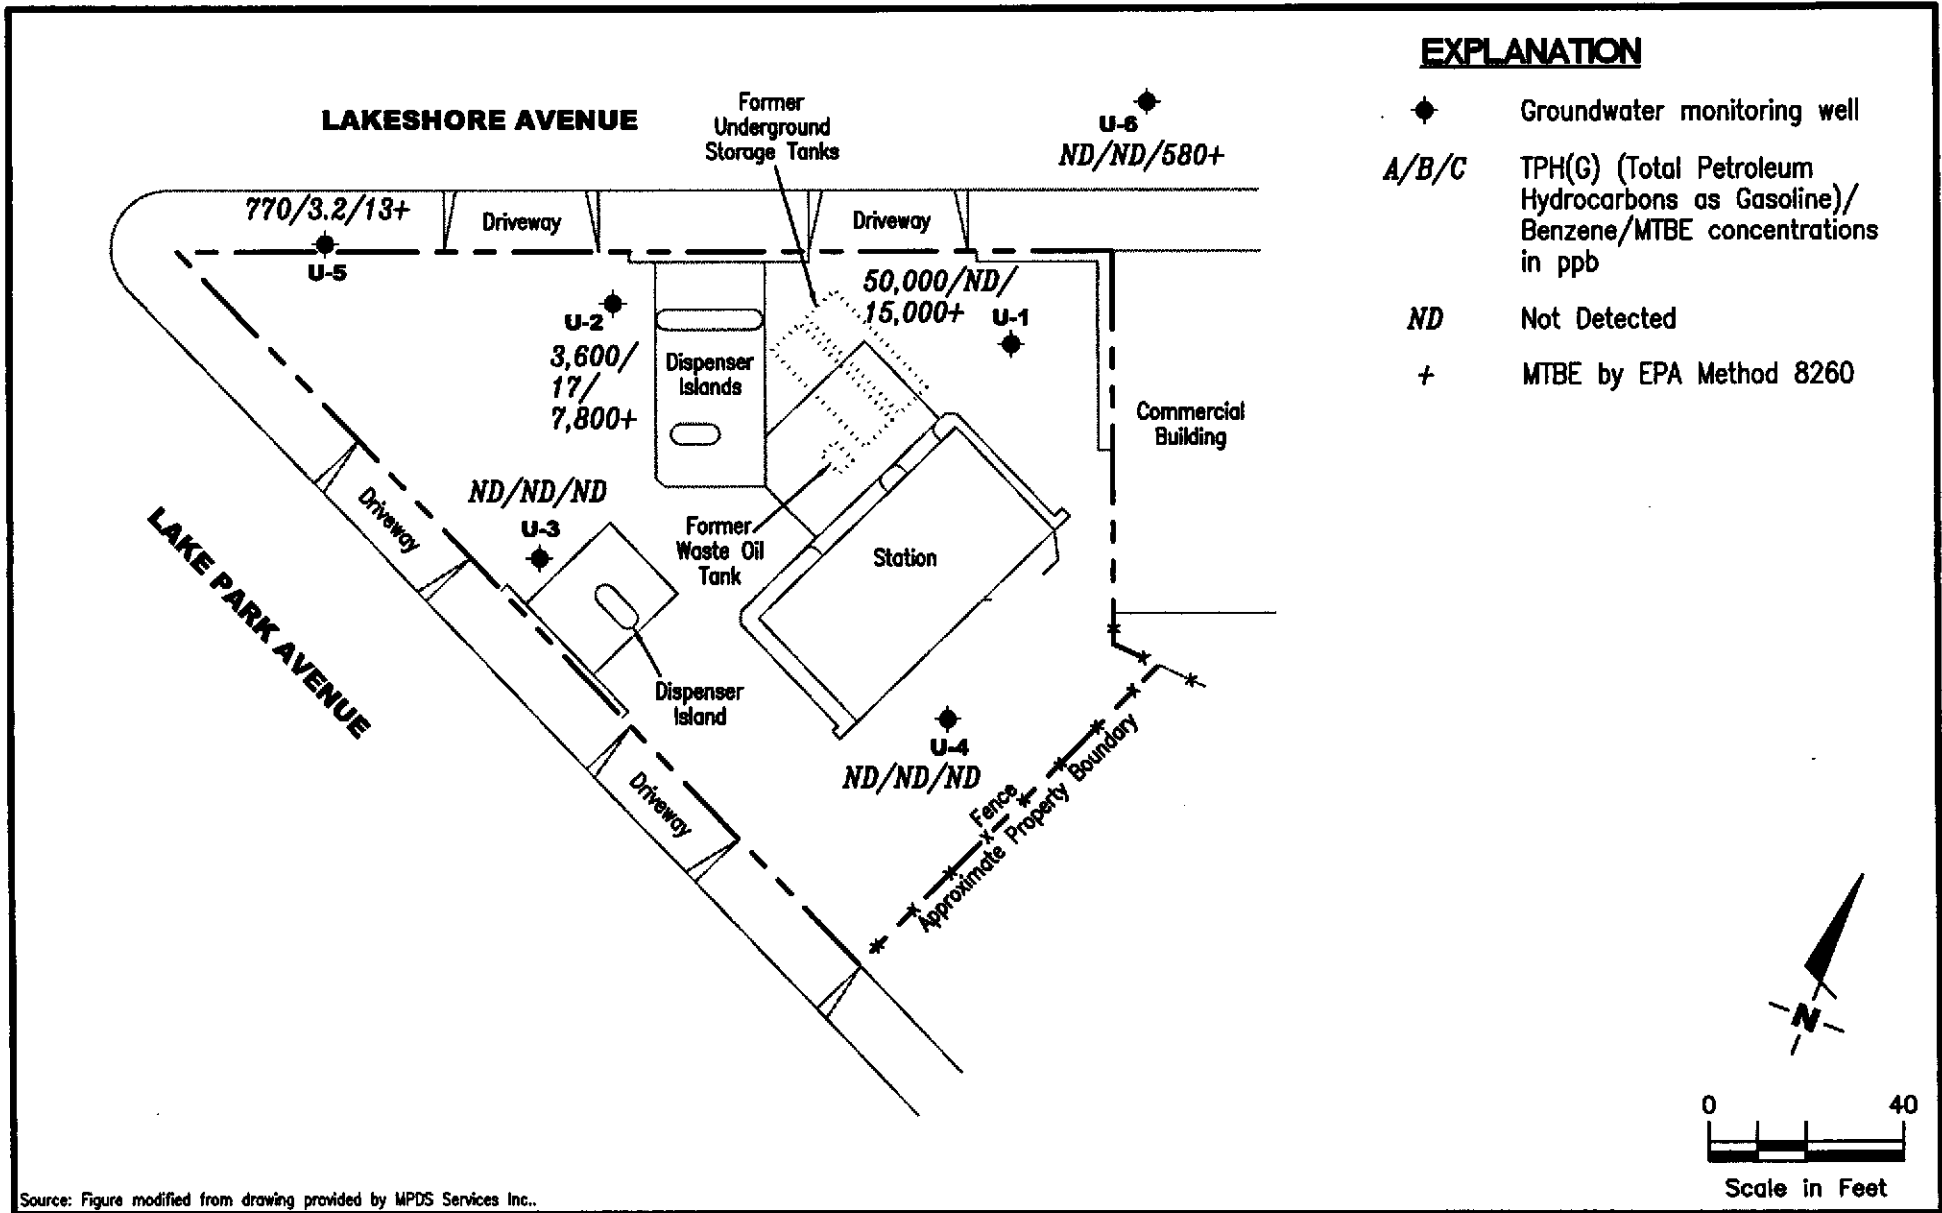 EXPLANATION
Groundwater monitoring well
A/B/C TPH(G) (Total Petroleum
Hydrocarbons as Gasoline)/
Benzene/MTBE concentrations
in ppb
ND Not Detected
+ MTBE by EPA Method 8260
LAKESHORE AVENUE
Former
Underground
Storage Tanks
U-6
ND/ND/580+
770/3.2/13+
U-5
Driveway
Driveway
50,000/ND/
15,000+
U-1
U-2
3,600/
17/
7,800+
Dispenser
Islands
Commercial
Building
ND/ND/ND
U-3
Driveway
Former
Waste Oil
Tank
Station
LAKE PARK AVENUE
Dispenser
Island
U-4
ND/ND/ND
Driveway
Fence
Approximate Property Boundary
N
0 40
Scale in Feet
Source: Figure modified from drawing provided by MPDS Services Inc..